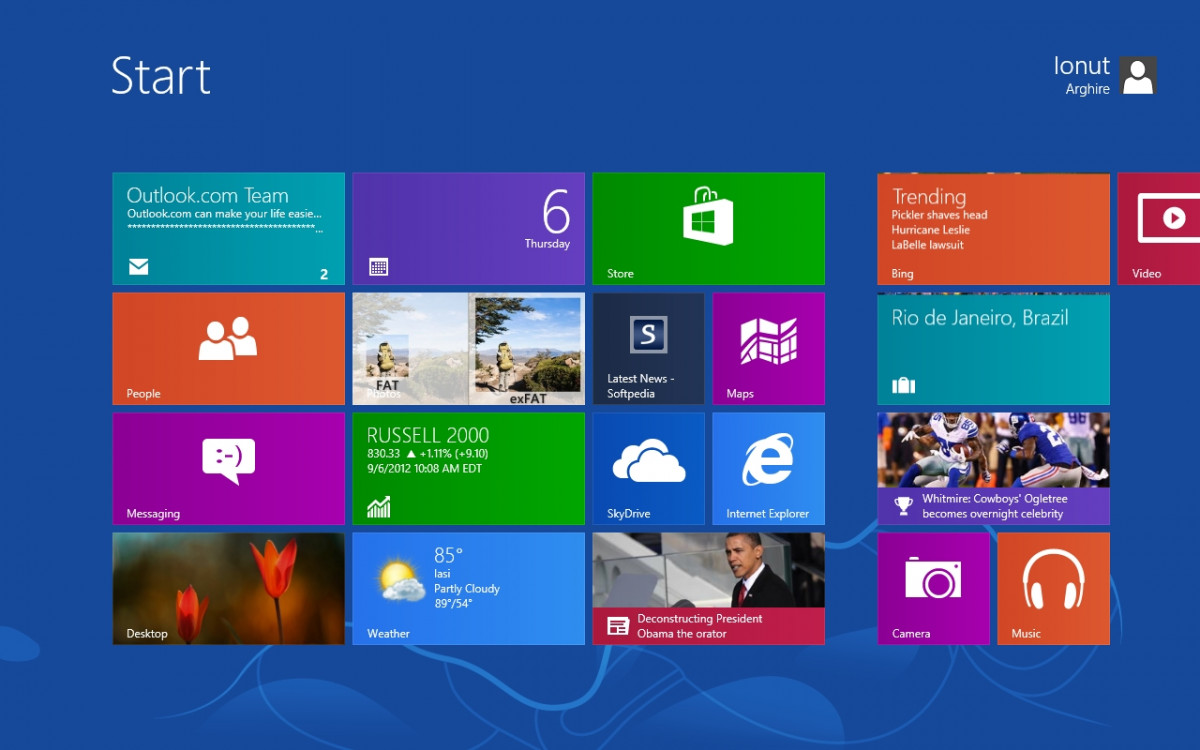 Start
Ionut
Arghire
Outlook.com Team
Outlook.com can make your life easie...
******************************************...
2
6
Thursday
Store
Trending
Pickler shaves head
Hurricane Leslie
LaBelle lawsuit
Bing
Video
People
FAT
Photos
exFAT
S
Latest News -
Softpedia
Maps
Rio de Janeiro, Brazil
:-)
Messaging
RUSSELL 2000
830.33 ▲ +1.11% (+9.10)
9/6/2012 10:08 AM EDT
SkyDrive
Internet Explorer
Whitmire: Cowboys' Ogletree
becomes overnight celebrity
Desktop
85°
Iasi
Partly Cloudy
89°/54°
Weather
Deconstructing President
Obama the orator
Camera
Music